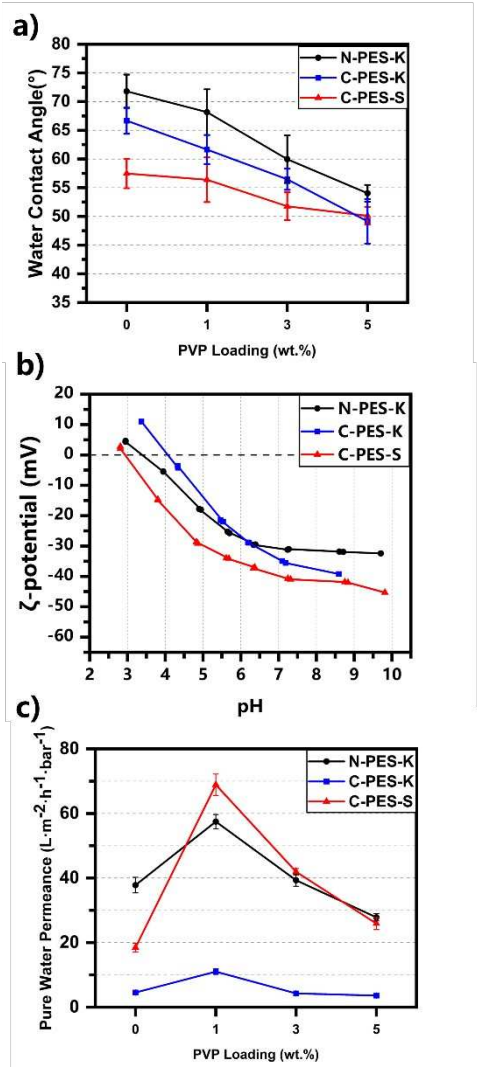 a)
Water Contact Angle(°)
80
75
70
65
60
55
50
45
40
35
N-PES-K
C-PES-K
C-PES-S
0 1 3 5
PVP Loading (wt.%)
b)
ζ-potential (mV)
20
10
0
-10
-20
-30
-40
-50
-60
N-PES-K
C-PES-K
C-PES-S
2 3 4 5 6 7 8 9 10
pH
c)
Pure Water Permeance (L·m⁻²·h⁻¹·bar⁻¹)
80
60
40
20
0
N-PES-K
C-PES-K
C-PES-S
0 1 3 5
PVP Loading (wt.%)